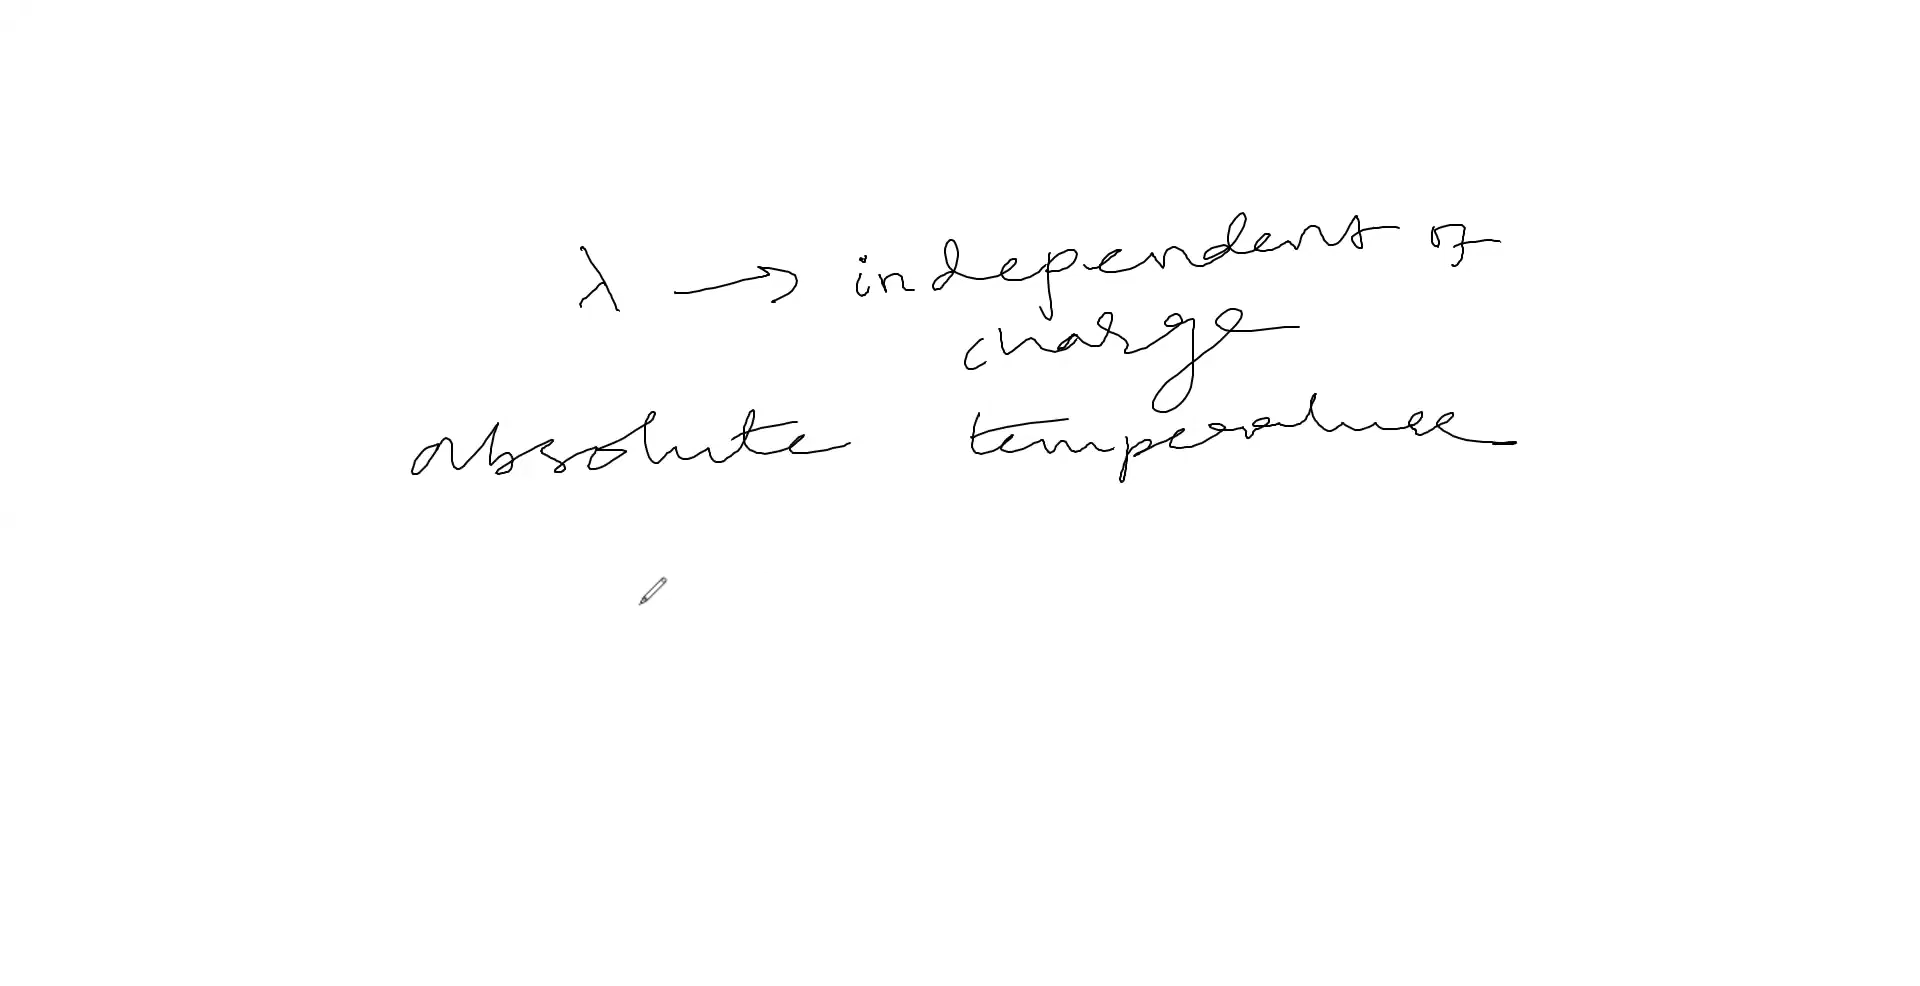 λ → independent of
charge
absolute temperature